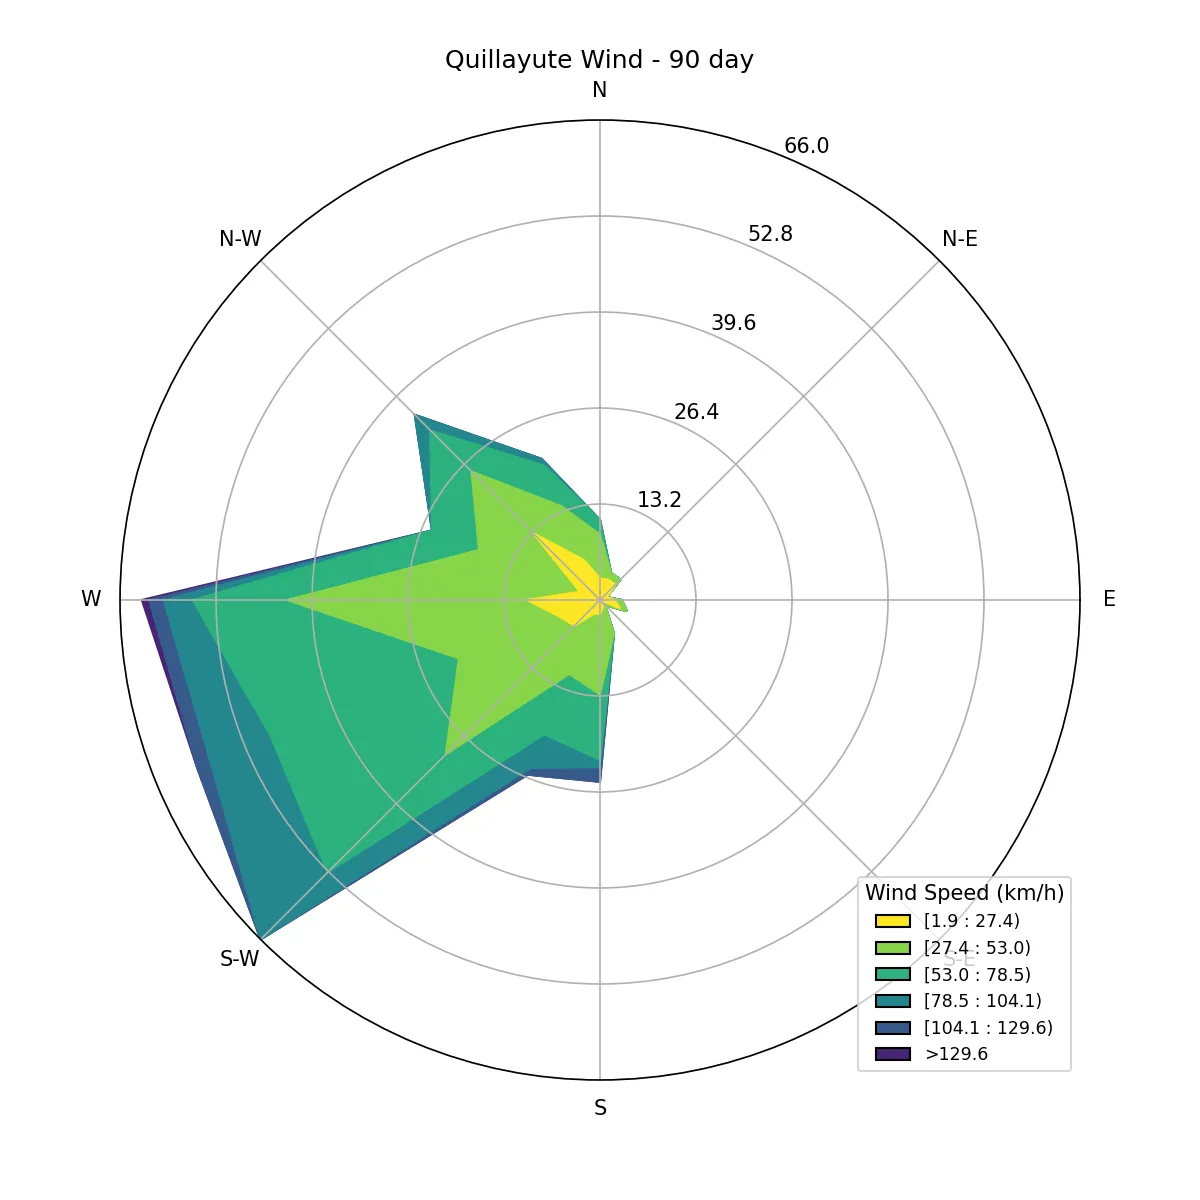 Quillayute Wind - 90 day
N
66.0
N-W
52.8
N-E
39.6
26.4
13.2
W
E
Wind Speed (km/h)
[1.9 : 27.4)
[27.4 : 53.0)
S-W
S-E
[53.0 : 78.5)
[78.5 : 104.1)
[104.1 : 129.6)
>129.6
S